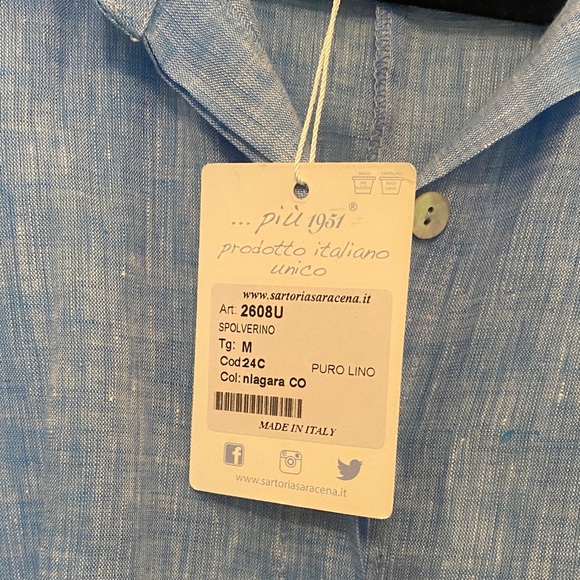 ... più 1951 ®
prodotto italiano
unico
www.sartoriasaracena.it
Art: 2608U
SPOLVERINO
Tg: M
Cod:24C
PURO LINO
Col: niagara CO
MADE IN ITALY
www.sartoriasaracena.it